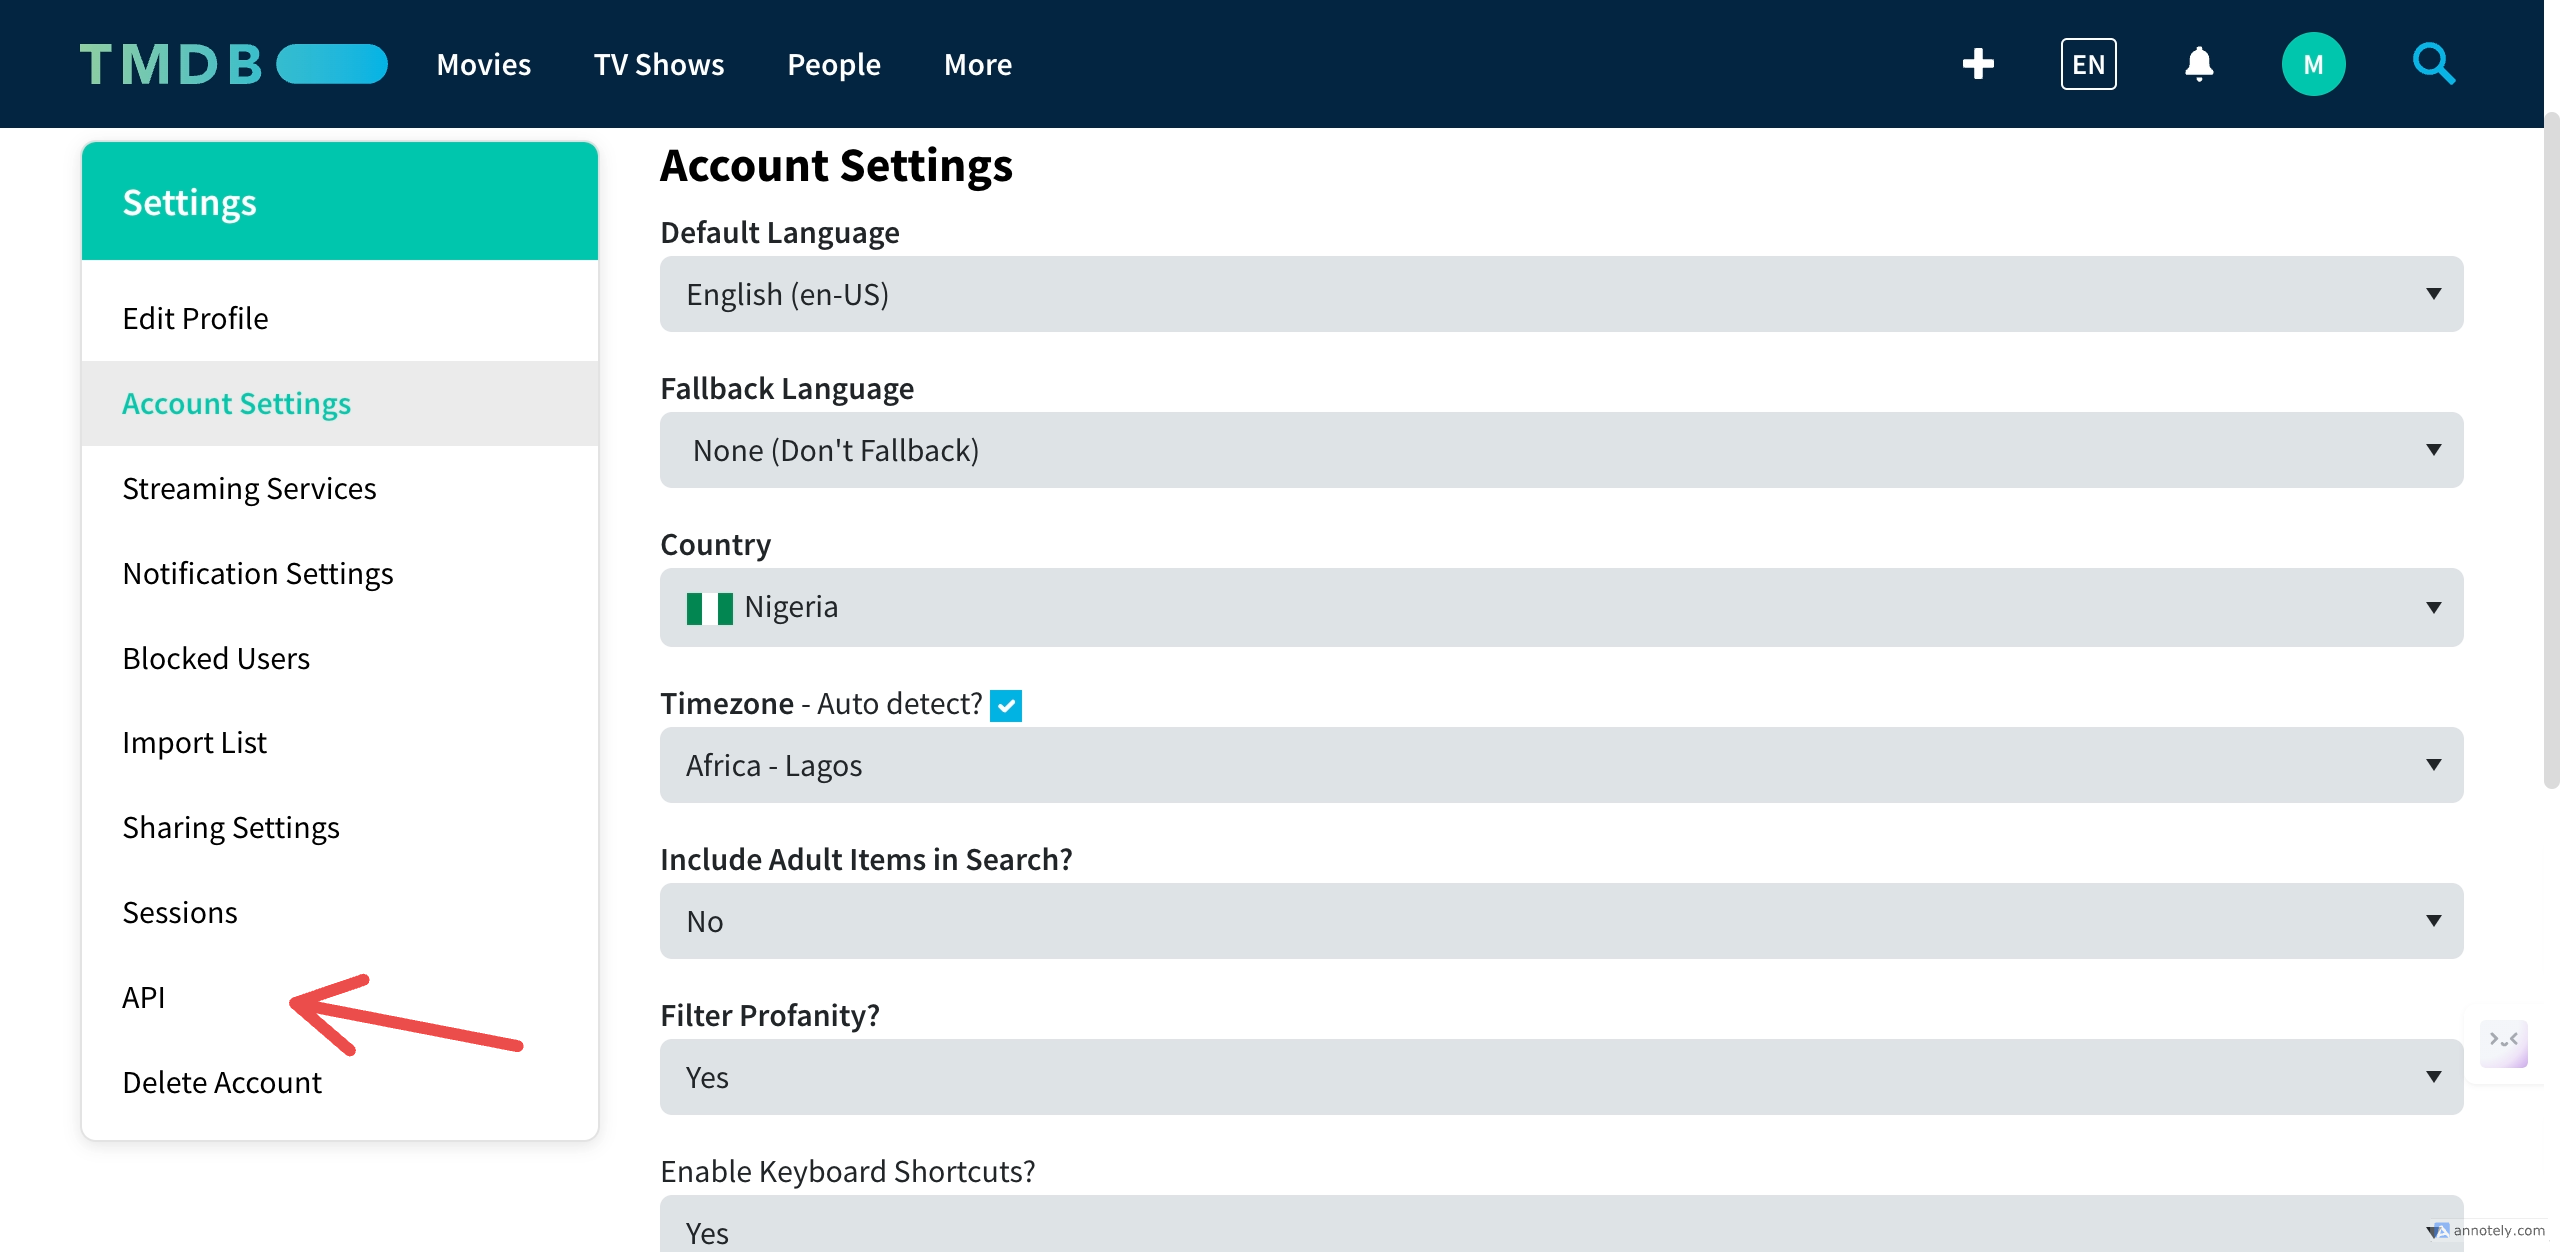 TMDB
Movies
TV Shows
People
More
EN
M
Settings
Edit Profile
Account Settings
Streaming Services
Notification Settings
Blocked Users
Import List
Sharing Settings
Sessions
API
Delete Account
Account Settings
Default Language
English (en-US)
Fallback Language
None (Don't Fallback)
Country
Nigeria
Timezone - Auto detect?
Africa - Lagos
Include Adult Items in Search?
No
Filter Profanity?
Yes
Enable Keyboard Shortcuts?
Yes
annotely.com